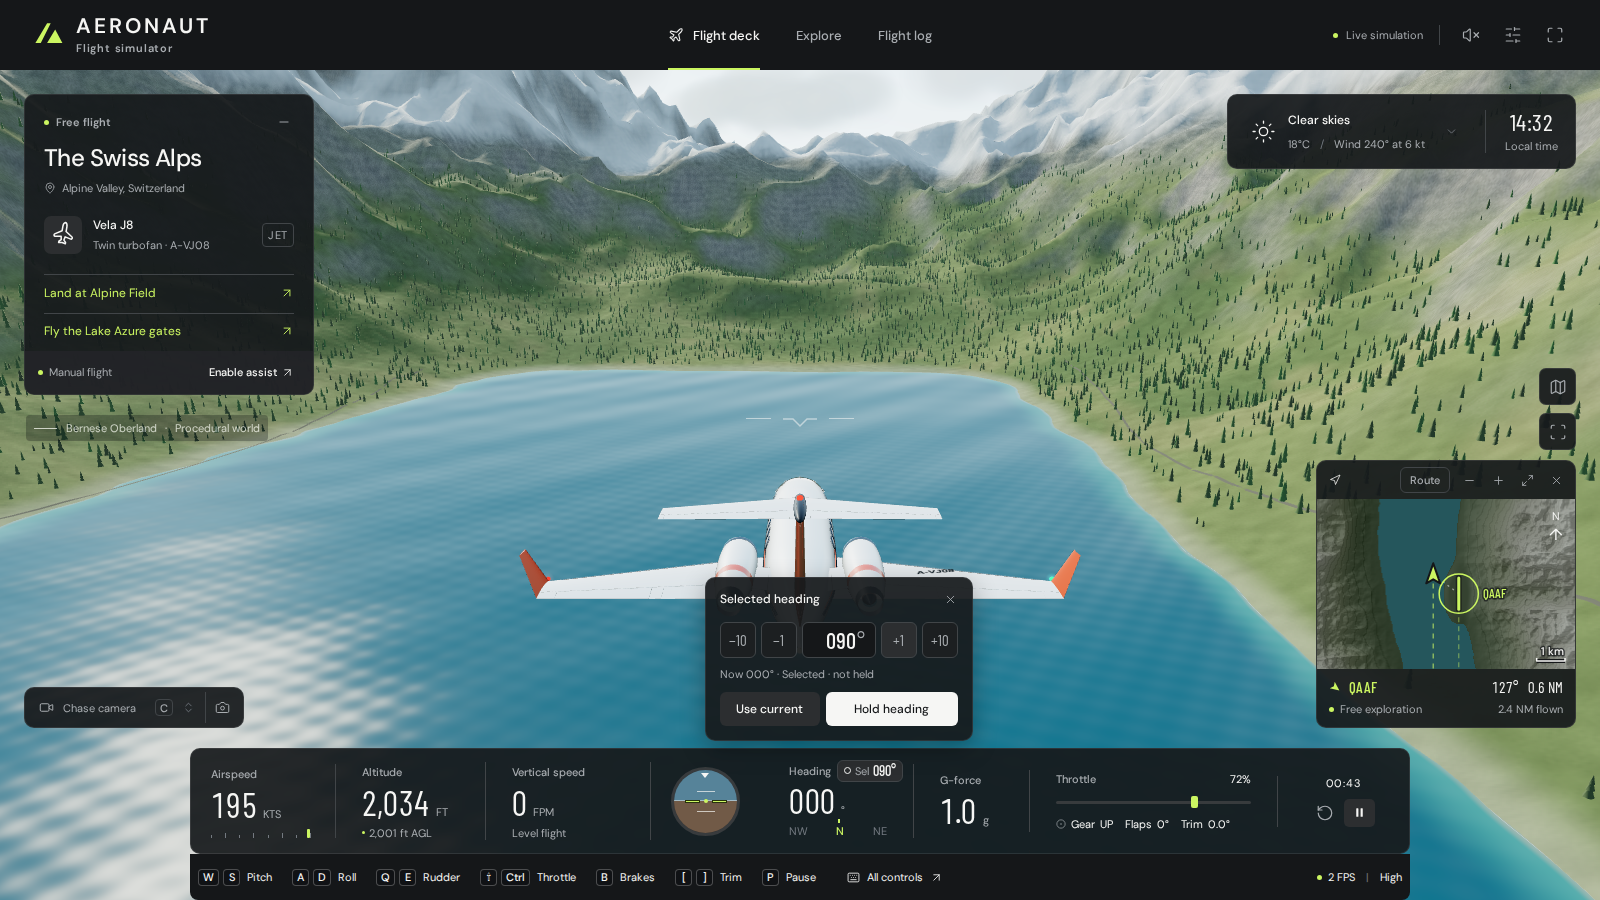 AERONAUT
Flight simulator
Flight deck
Explore
Flight log
Live simulation
Free flight
The Swiss Alps
Alpine Valley, Switzerland
Vela J8
Twin turbofan · A-VJ08
JET
Land at Alpine Field
Fly the Lake Azure gates
Manual flight
Enable assist
Bernese Oberland · Procedural world
Clear skies
18°C / Wind 240° at 6 kt
14:32
Local time
Route
N
QAAF
1 km
QAAF 127° 0.6 NM
Free exploration 2.4 NM flown
A-VJ08
Selected heading
−10 −1 090° +1 +10
Now 000° · Selected · not held
Use current
Hold heading
Chase camera C
Airspeed
195 KTS
Altitude
2,034 FT
2,001 ft AGL
Vertical speed
0 FPM
Level flight
Heading Sel 090°
000°
NW N NE
G-force
1.0 g
Throttle 72%
Gear UP Flaps 0° Trim 0.0°
00:43
W S Pitch A D Roll Q E Rudder ⇧ Ctrl Throttle B Brakes [ ] Trim P Pause All controls
2 FPS | High